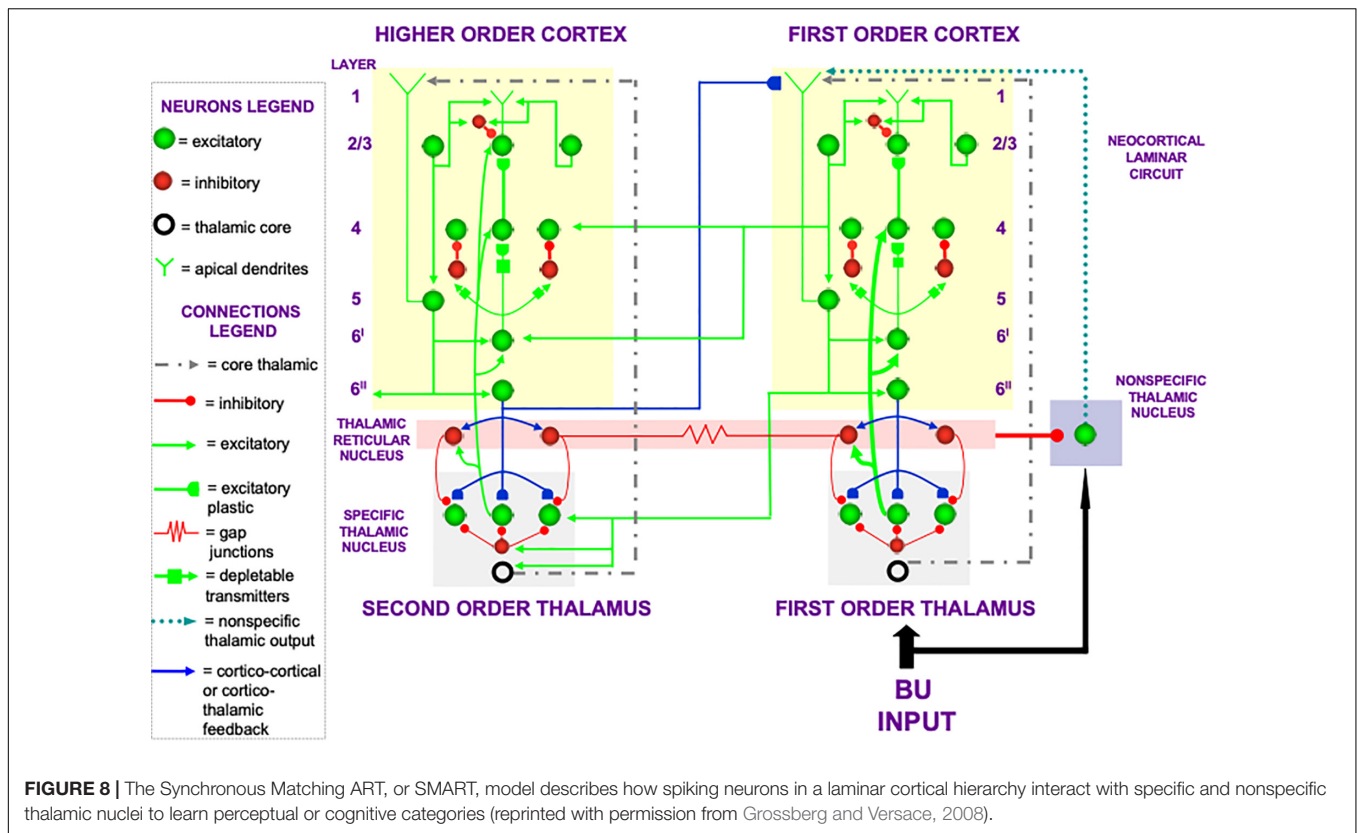 HIGHER ORDER CORTEX
FIRST ORDER CORTEX
NEURONS LEGEND
= excitatory
= inhibitory
= thalamic core
= apical dendrites
CONNECTIONS
LEGEND
= core thalamic
= inhibitory
= excitatory
= excitatory
plastic
= gap
junctions
= depletable
transmitters
= nonspecific
thalamic output
= cortico-cortical
or cortico-
thalamic
feedback
LAYER
1
2/3
4
5
6ᴵ
6ᴵᴵ
THALAMIC
RETICULAR
NUCLEUS
SPECIFIC
THALAMIC
NUCLEUS
SECOND ORDER THALAMUS
1
2/3
4
5
6ᴵ
6ᴵᴵ
FIRST ORDER THALAMUS
NEOCORTICAL
LAMINAR
CIRCUIT
NONSPECIFIC
THALAMIC
NUCLEUS
BU
INPUT
FIGURE 8 | The Synchronous Matching ART, or SMART, model describes how spiking neurons in a laminar cortical hierarchy interact with specific and nonspecific
thalamic nuclei to learn perceptual or cognitive categories (reprinted with permission from Grossberg and Versace, 2008).